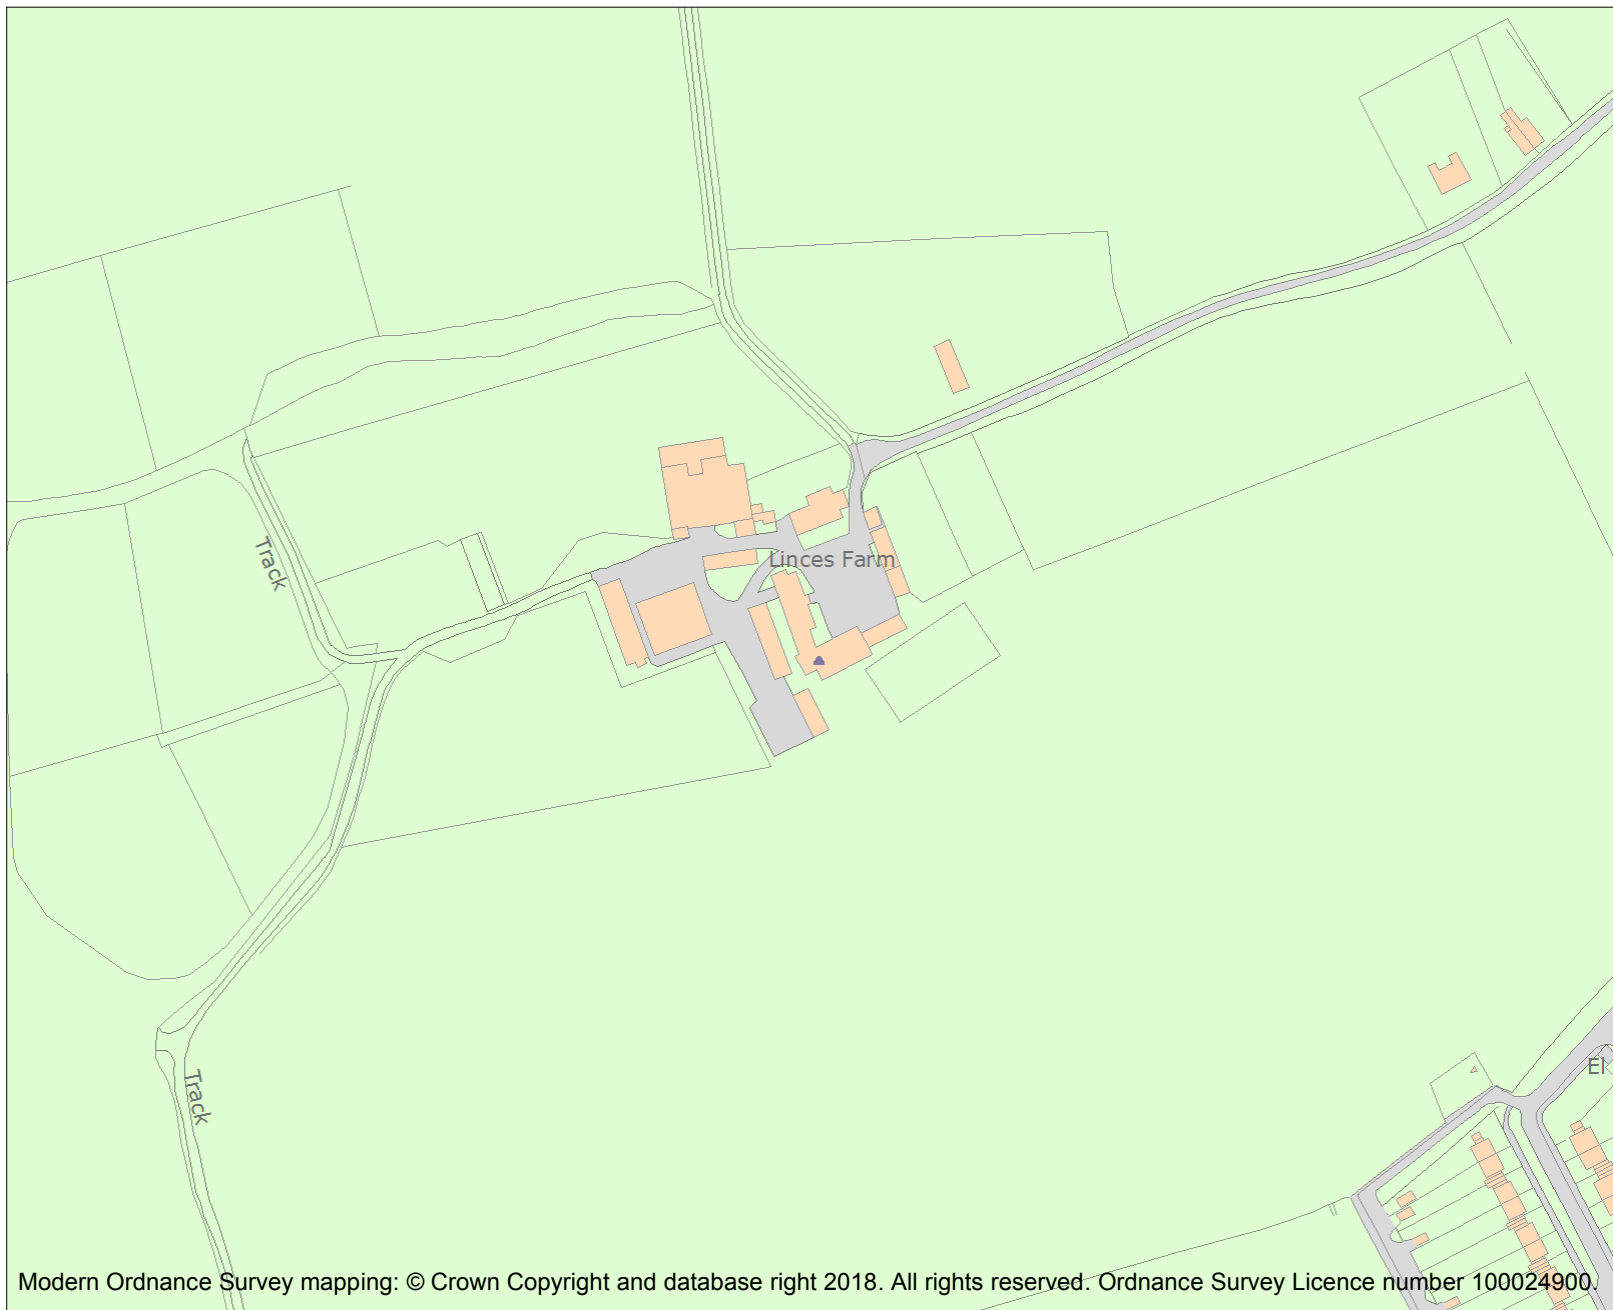 Track
Linces Farm
Track
El
Modern Ordnance Survey mapping: © Crown Copyright and database right 2018. All rights reserved. Ordnance Survey Licence number 100024900.